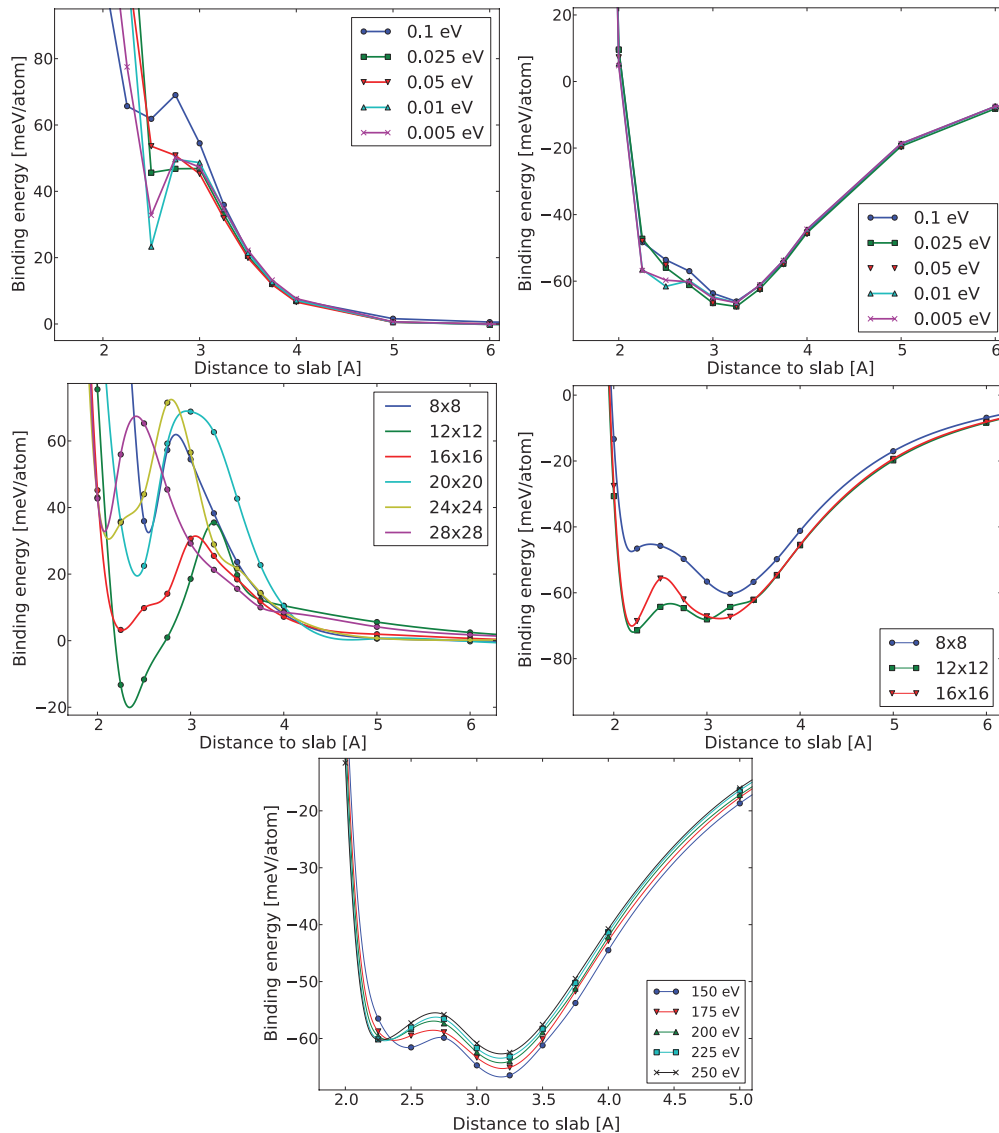 Binding energy [meV/atom]
80
60
40
20
0
2 3 4 5 6
Distance to slab [A]
0.1 eV
0.025 eV
0.05 eV
0.01 eV
0.005 eV
Binding energy [meV/atom]
20
0
−20
−40
−60
2 3 4 5 6
Distance to slab [A]
0.1 eV
0.025 eV
0.05 eV
0.01 eV
0.005 eV
Binding energy [meV/atom]
60
40
20
0
−20
2 3 4 5 6
Distance to slab [A]
8x8
12x12
16x16
20x20
24x24
28x28
Binding energy [meV/atom]
0
−20
−40
−60
−80
2 3 4 5 6
Distance to slab [A]
8x8
12x12
16x16
Binding energy [meV/atom]
−20
−30
−40
−50
−60
2.0 2.5 3.0 3.5 4.0 4.5 5.0
Distance to slab [A]
150 eV
175 eV
200 eV
225 eV
250 eV